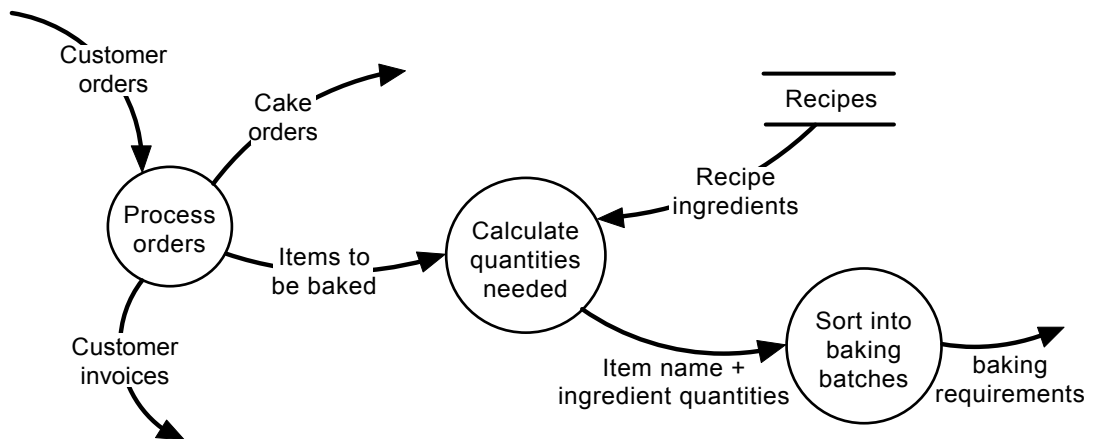 Customer
orders
Cake
orders
Recipes
Recipe
ingredients
Process
orders
Items to
be baked
Calculate
quantities
needed
Customer
invoices
Item name +
ingredient quantities
Sort into
baking
batches
baking
requirements